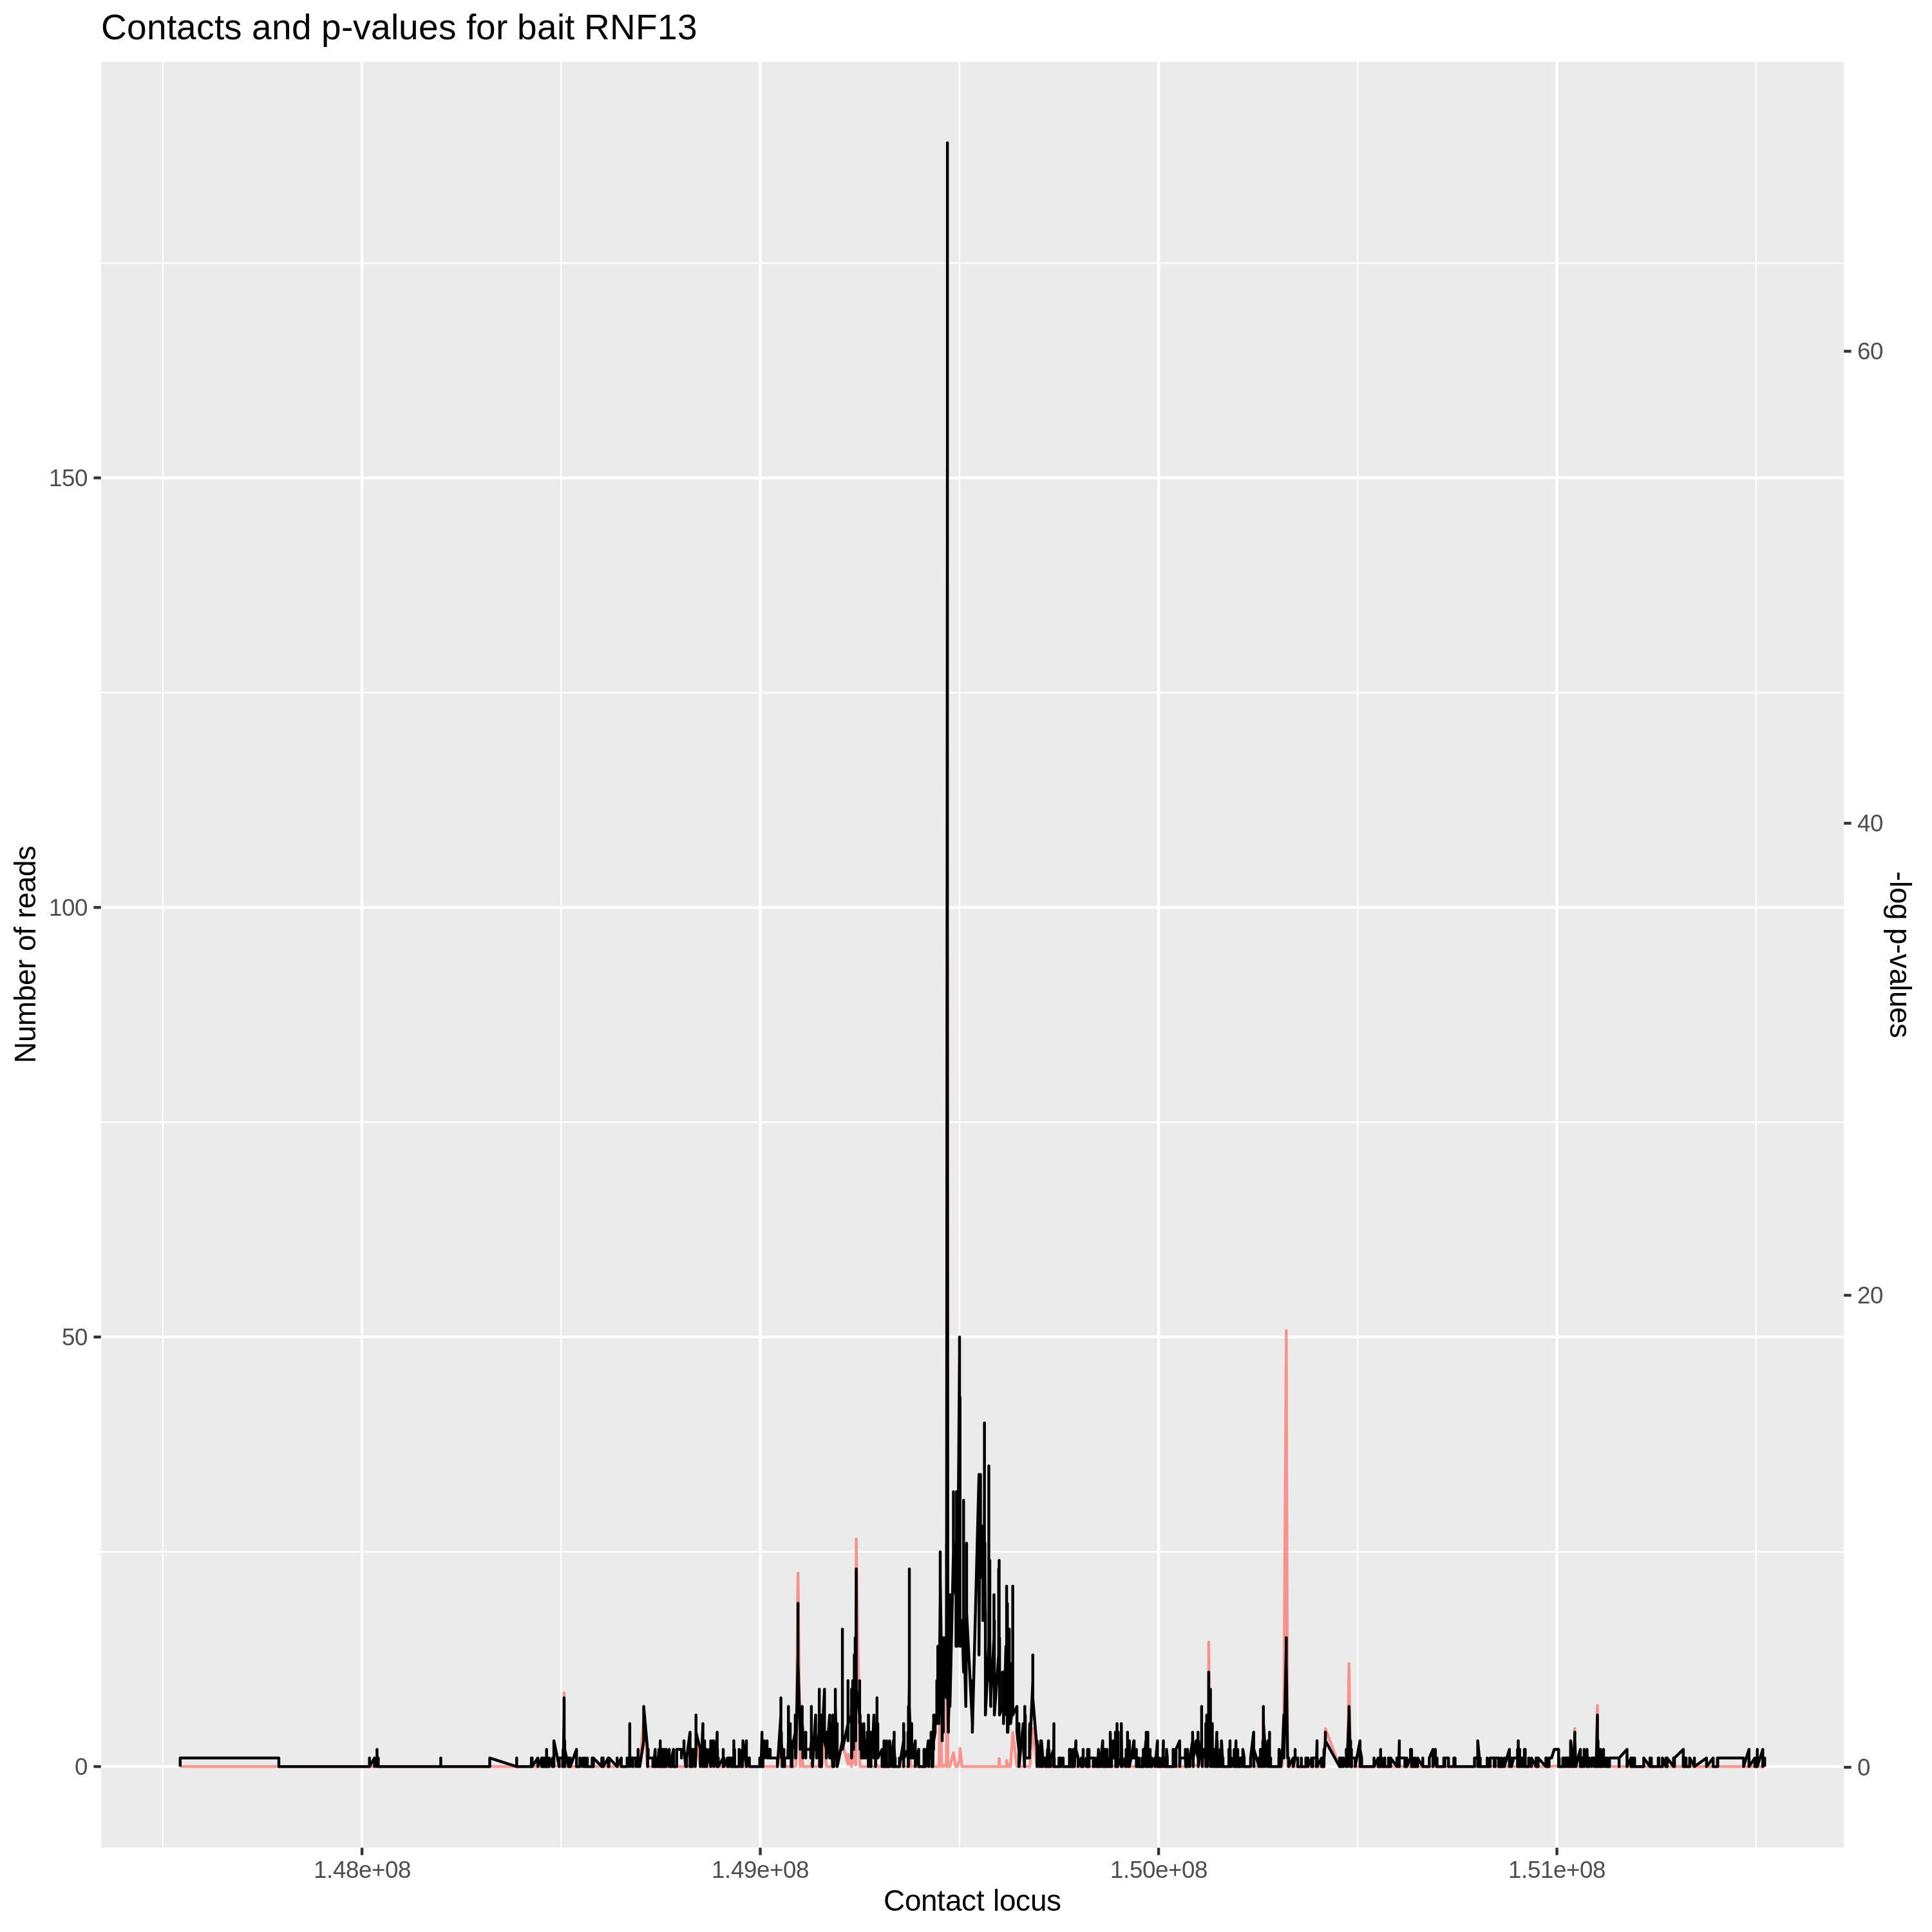 Contacts and p-values for bait RNF13
150
100
50
0
Number of reads
60
40
20
0
-log p-values
1.48e+08
1.49e+08
1.50e+08
1.51e+08
Contact locus